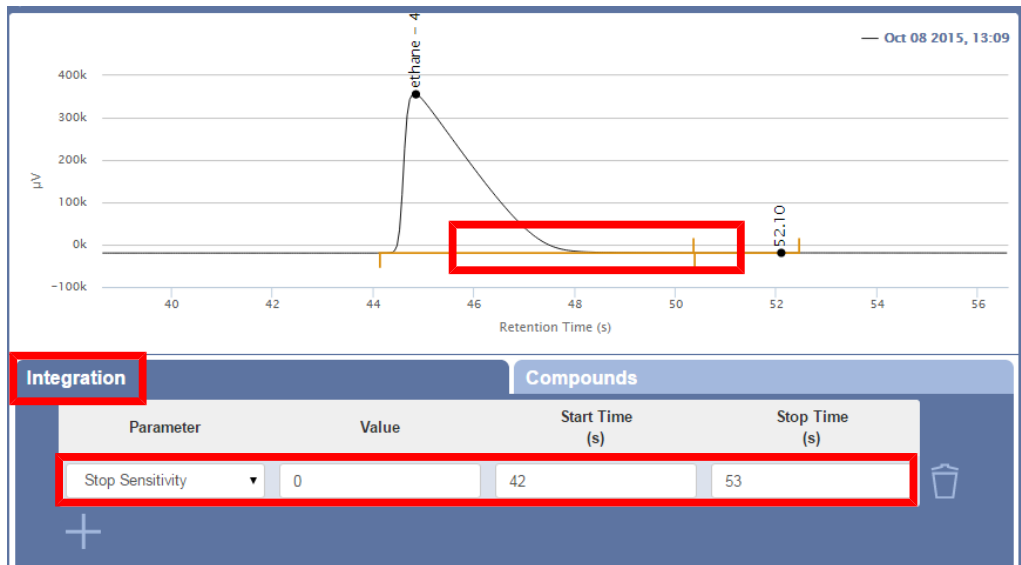 ethane – 4
— Oct 08 2015, 13:09
400k
300k
200k
100k
0k
-100k
µV
52.10
40 42 44 46 48 50 52 54 56
Retention Time (s)
Integration
Compounds
Parameter Value Start Time (s) Stop Time (s)
Stop Sensitivity 0 42 53